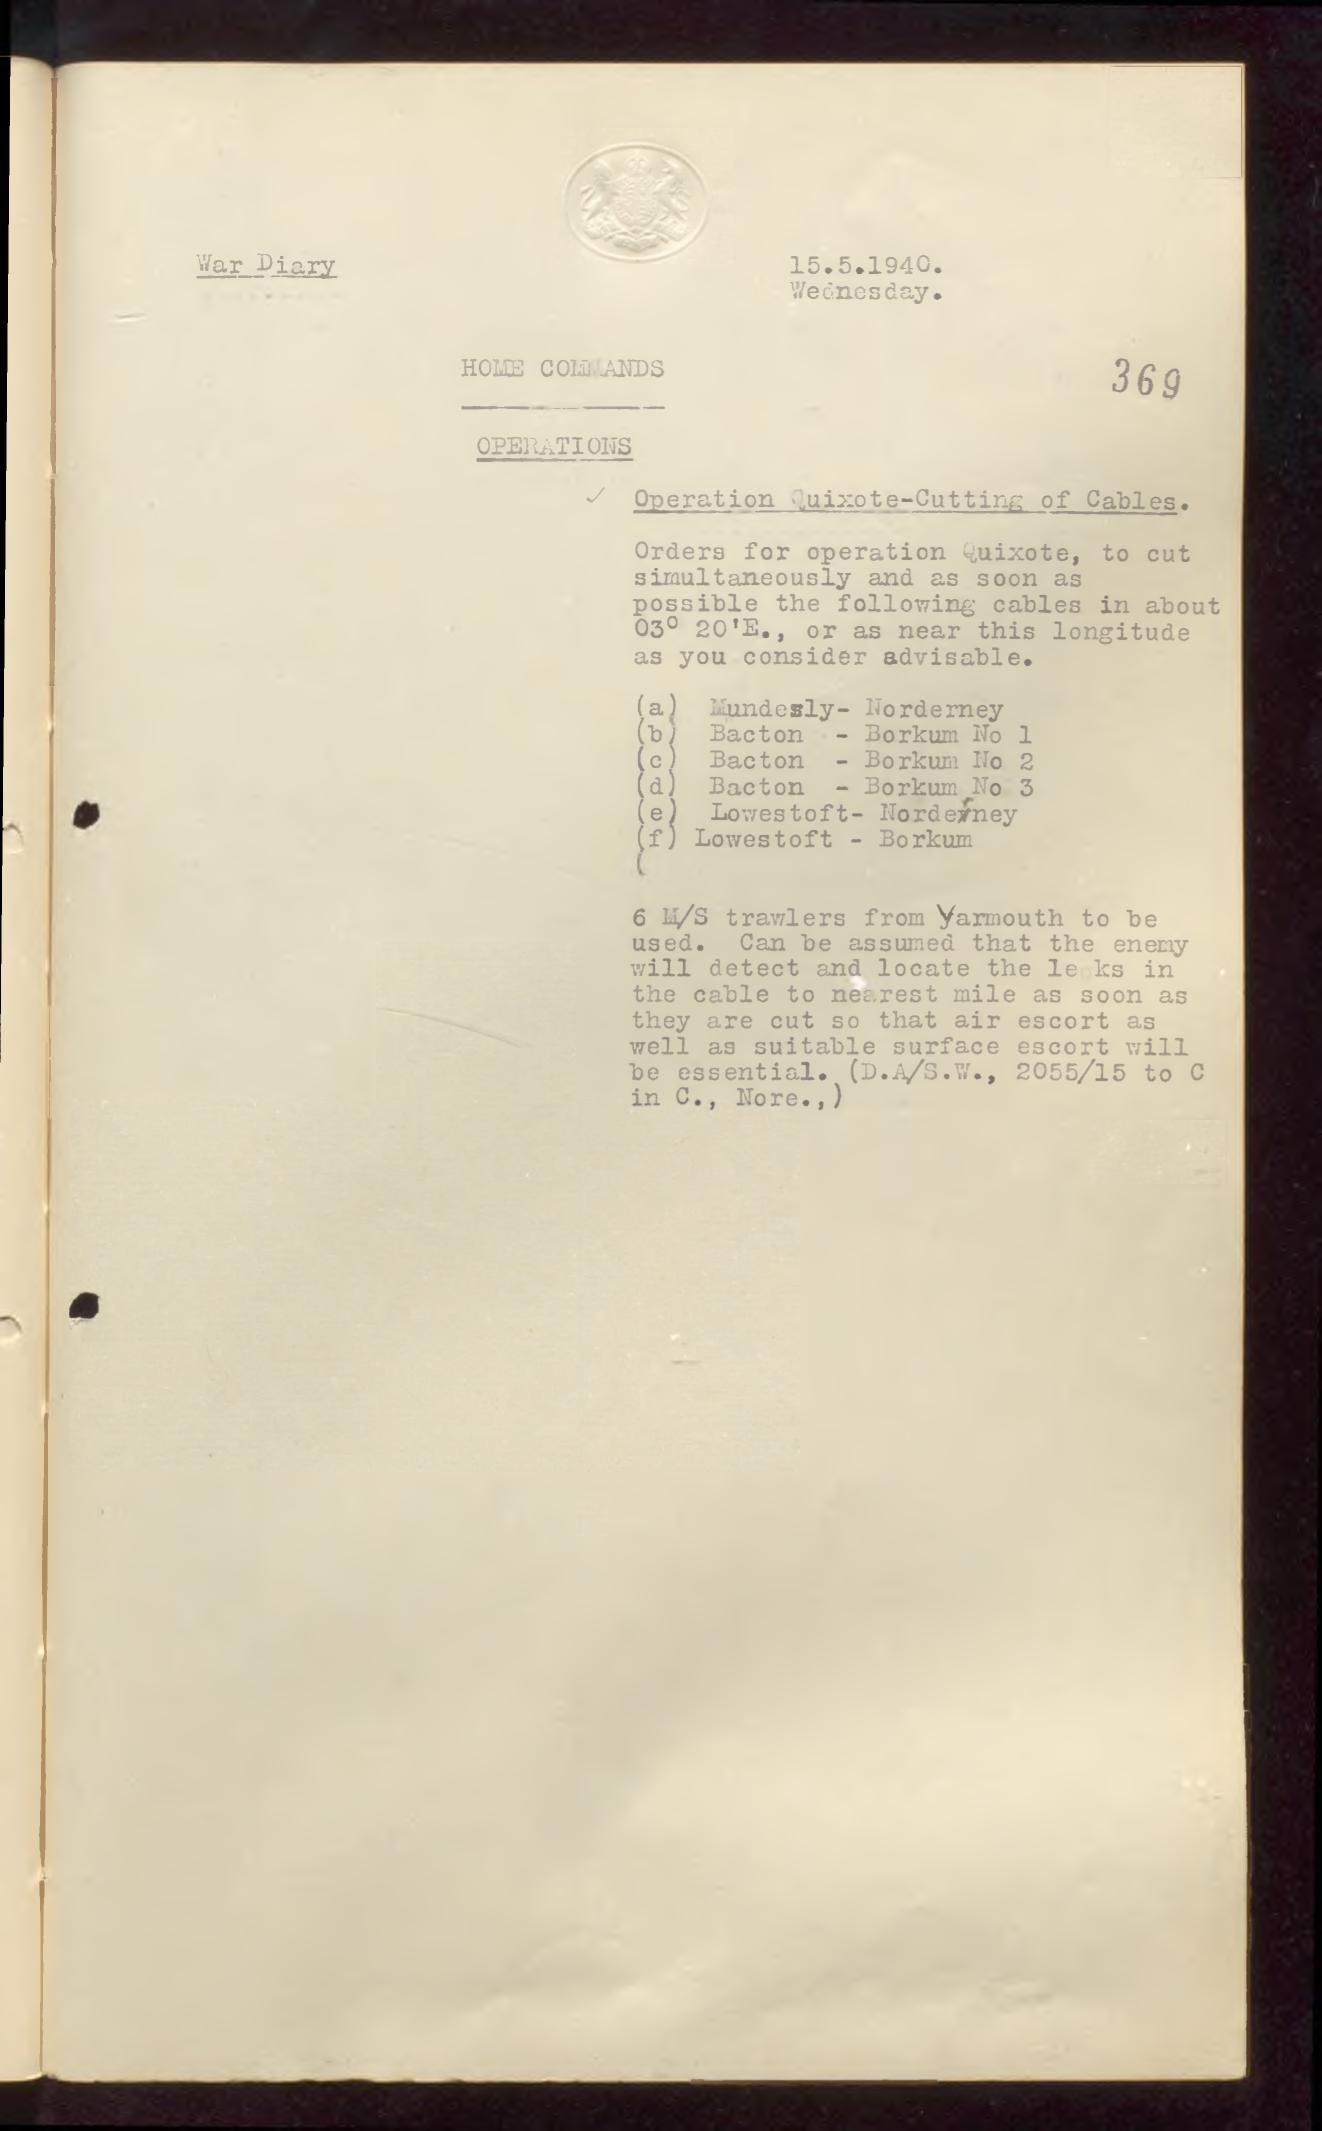 War Diary
15.5.1940.
Wednesday.
HOME COMMANDS
369
OPERATIONS
✓ Operation Quixote-Cutting of Cables.
Orders for operation Quixote, to cut
simultaneously and as soon as
possible the following cables in about
03° 20'E., or as near this longitude
as you consider advisable.
(a) Mundesly- Norderney
(b) Bacton - Borkum No 1
(c) Bacton - Borkum No 2
(d) Bacton - Borkum No 3
(e) Lowestoft- Norderney
(f) Lowestoft - Borkum
(
6 M/S trawlers from Yarmouth to be
used. Can be assumed that the enemy
will detect and locate the le ks in
the cable to nearest mile as soon as
they are cut so that air escort as
well as suitable surface escort will
be essential. (D.A/S.W., 2055/15 to C
in C., Nore.,)